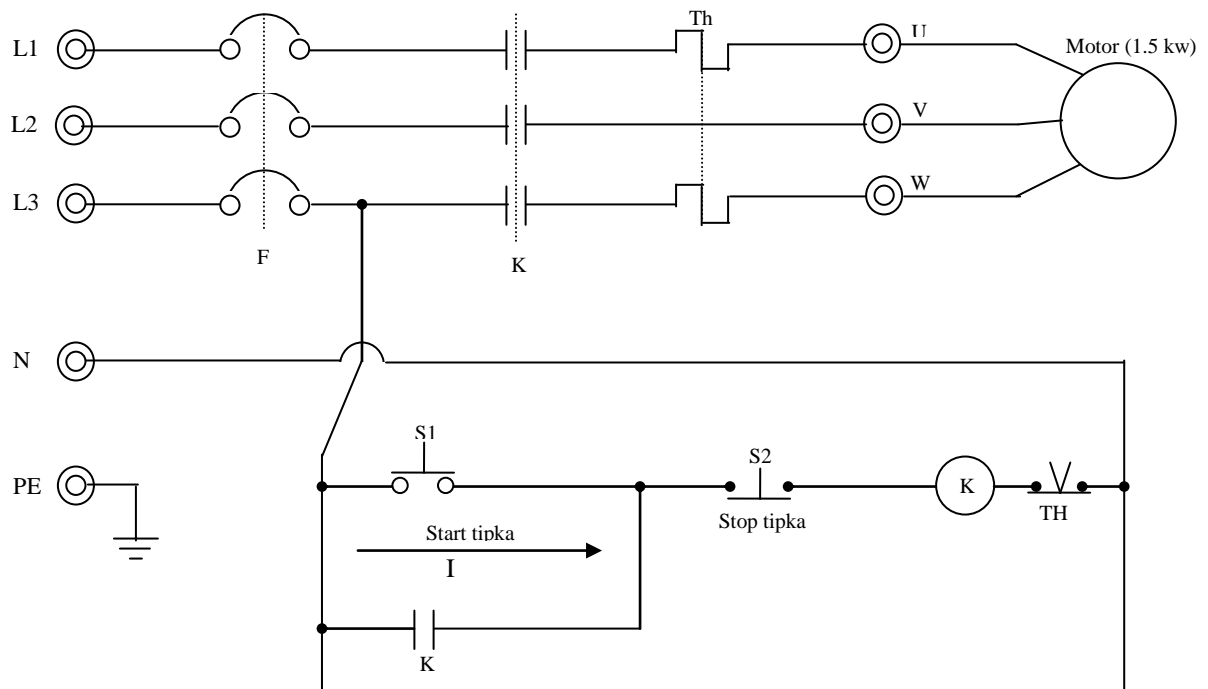 Th
U
L1
Motor (1.5 kw)
L2
V
L3
W
F
K
N
S1
S2
PE
K
TH
Stop tipka
Start tipka
I
K